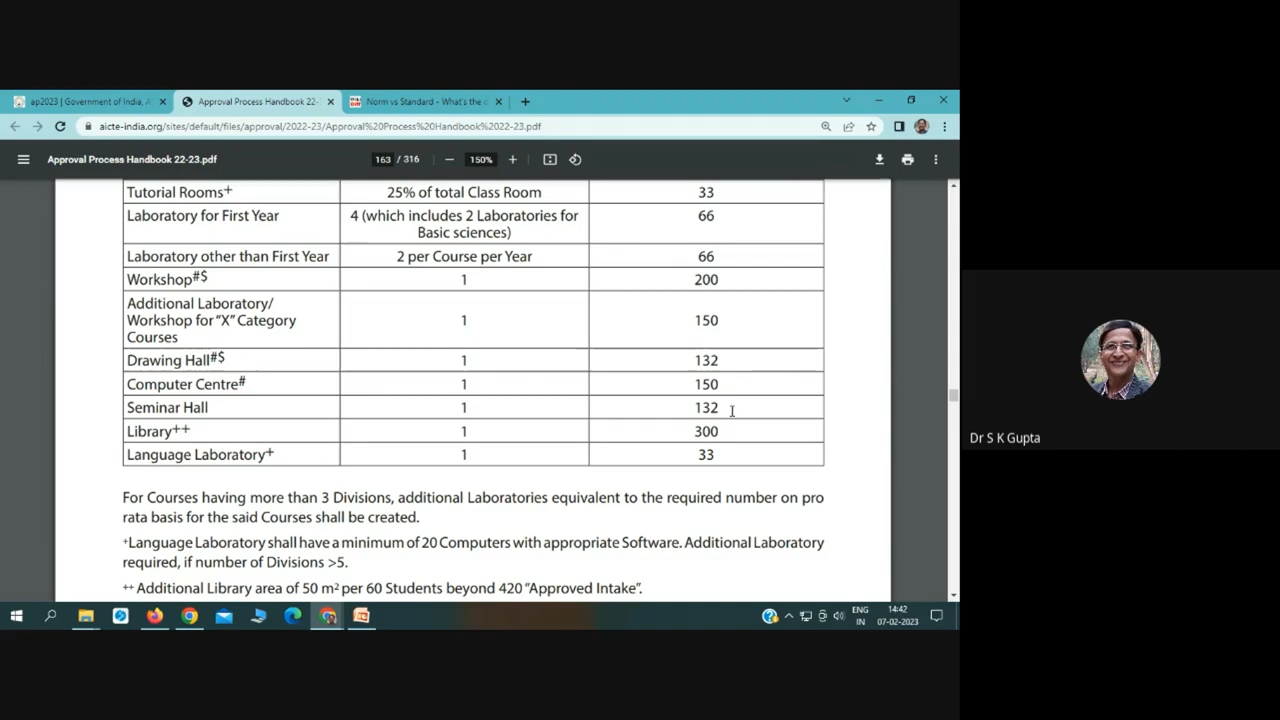 ap2023 | Government of India, A
Approval Process Handbook 22-
Norm vs Standard - What's the d
aicte-india.org/sites/default/files/approval/2022-23/Approval%20Process%20Handbook%2022-23.pdf
Approval Process Handbook 22-23.pdf
163 / 316
150%
Tutorial Rooms+ 25% of total Class Room 33
Laboratory for First Year 4 (which includes 2 Laboratories for 66
Basic sciences)
Laboratory other than First Year 2 per Course per Year 66
Workshop#$ 1 200
Additional Laboratory/
Workshop for "X" Category 1 150
Courses
Drawing Hall#$ 1 132
Computer Centre# 1 150
Seminar Hall 1 132
Library++ 1 300
Language Laboratory+ 1 33
For Courses having more than 3 Divisions, additional Laboratories equivalent to the required number on pro
rata basis for the said Courses shall be created.
+Language Laboratory shall have a minimum of 20 Computers with appropriate Software. Additional Laboratory
required, if number of Divisions >5.
++ Additional Library area of 50 m2 per 60 Students beyond 420 "Approved Intake".
ENG 14:42
IN 07-02-2023
Dr S K Gupta